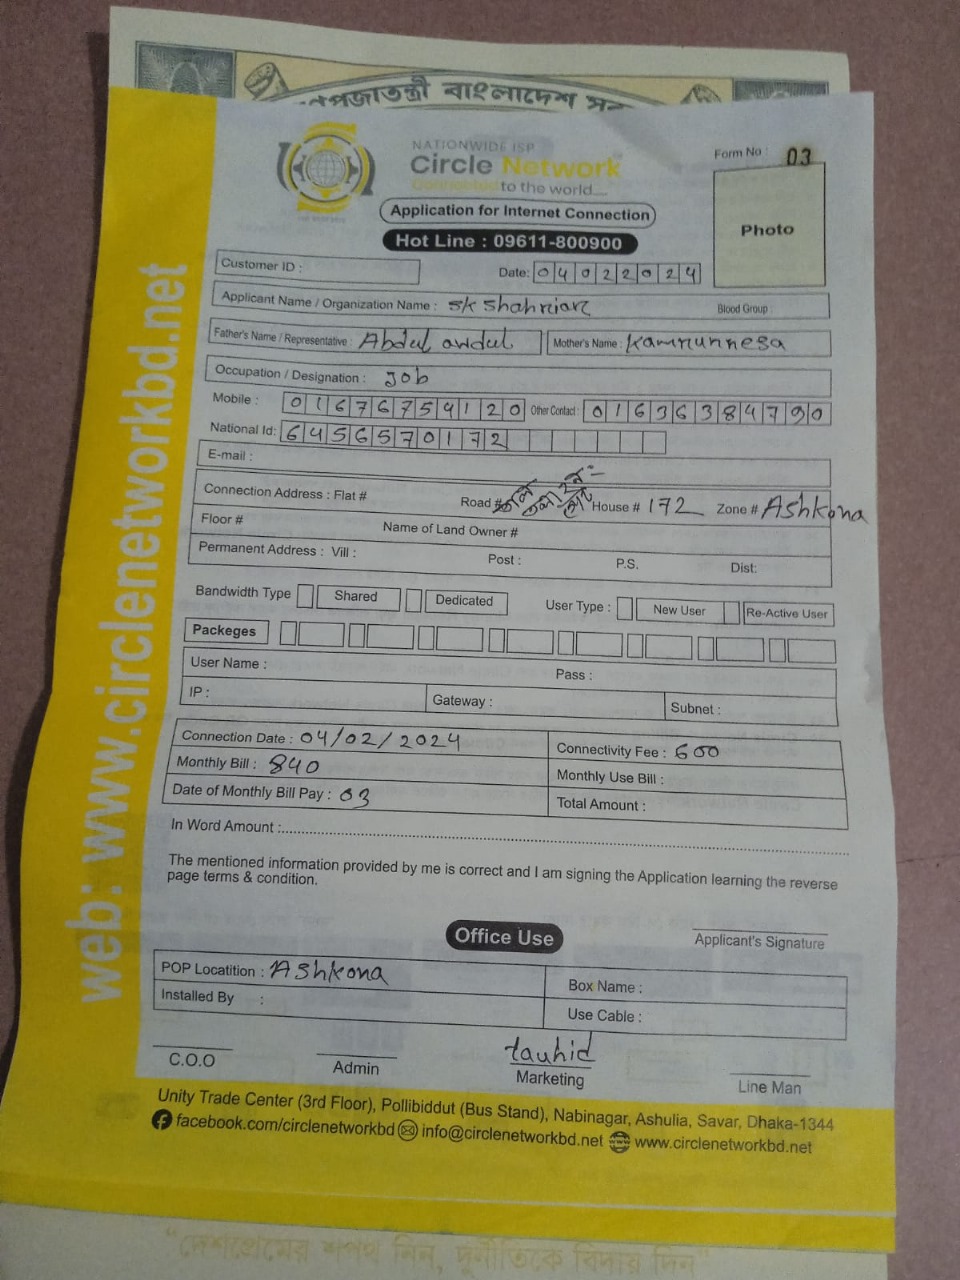 বাংলাদেশ
NATIONWIDE ISP
Circle Network
Connected to the world....
Application for Internet Connection
Hot Line : 09611-800900
Form No : 03
Photo
Customer ID :
Date: 04022024
Applicant Name / Organization Name : SK Shahriar Blood Group :
Father's Name / Representative : Abdul awdul Mother's Name : Kamrunnesa
Occupation / Designation : Job
Mobile : 01676754120 Other Contact : 01636384790
National Id: 6456570172
E-mail :
Connection Address : Flat # Road # House # 172 Zone # Ashkona
Floor # Name of Land Owner #
Permanent Address : Vill : Post : P.S. Dist:
Bandwidth Type Shared Dedicated User Type : New User Re-Active User
Packeges
User Name : Pass :
IP : Gateway : Subnet :
Connection Date : 04/02/2024 Connectivity Fee : 600
Monthly Bill : 840 Monthly Use Bill :
Date of Monthly Bill Pay : 03 Total Amount :
In Word Amount :
The mentioned information provided by me is correct and I am signing the Application learning the reverse
page terms & condition.
Applicant's Signature
Office Use
POP Locatition : Ashkona Box Name :
Installed By : Use Cable :
tauhid
C.O.O Admin Marketing Line Man
Unity Trade Center (3rd Floor), Pollibiddut (Bus Stand), Nabinagar, Ashulia, Savar, Dhaka-1344
facebook.com/circlenetworkbd info@circlenetworkbd.net www.circlenetworkbd.net
web: www.circlenetworkbd.net
"দেশপ্রেমের শপথ নিন, দুর্নীতিকে বিদায় দিন"